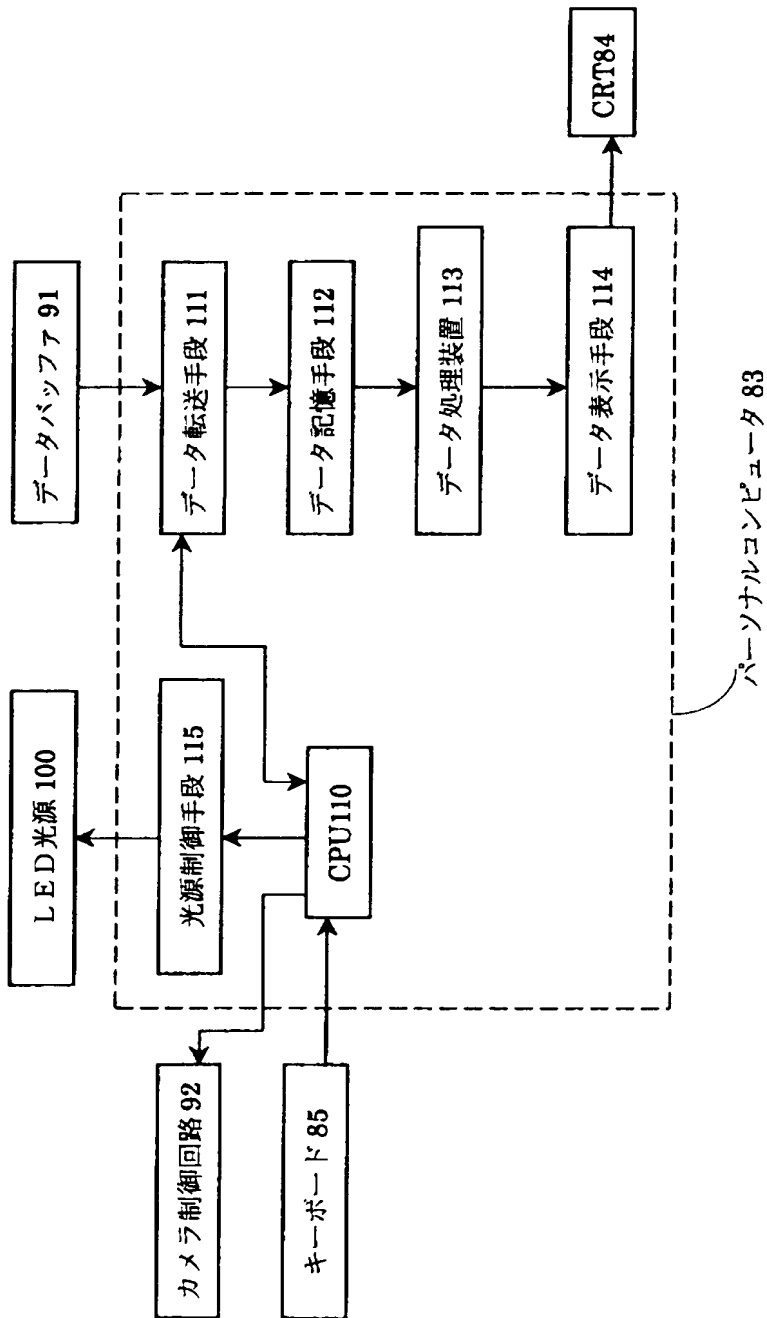 LED光源 100
データバッファ 91
カメラ制御回路 92
光源制御手段 115
データ転送手段 111
キーボード 85
CPU110
データ記憶手段 112
データ処理装置 113
データ表示手段 114
CRT84
パーソナルコンピュータ 83